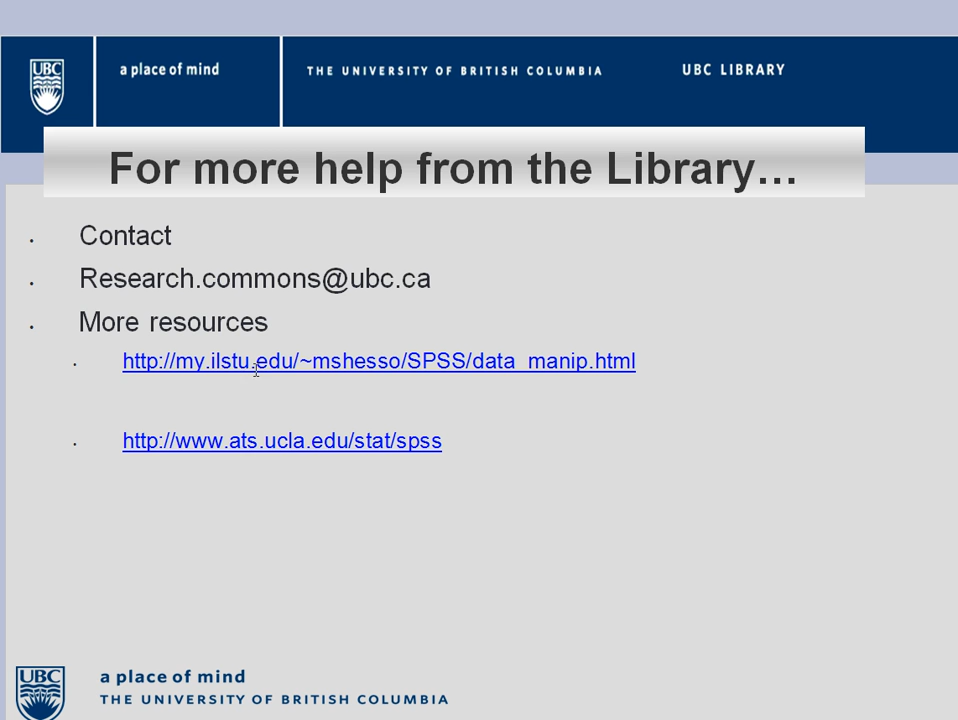 UBC
a place of mind
THE UNIVERSITY OF BRITISH COLUMBIA
UBC LIBRARY
For more help from the Library...
• Contact
• Research.commons@ubc.ca
• More resources
• http://my.ilstu.edu/~mshesso/SPSS/data_manip.html
• http://www.ats.ucla.edu/stat/spss
UBC
a place of mind
THE UNIVERSITY OF BRITISH COLUMBIA